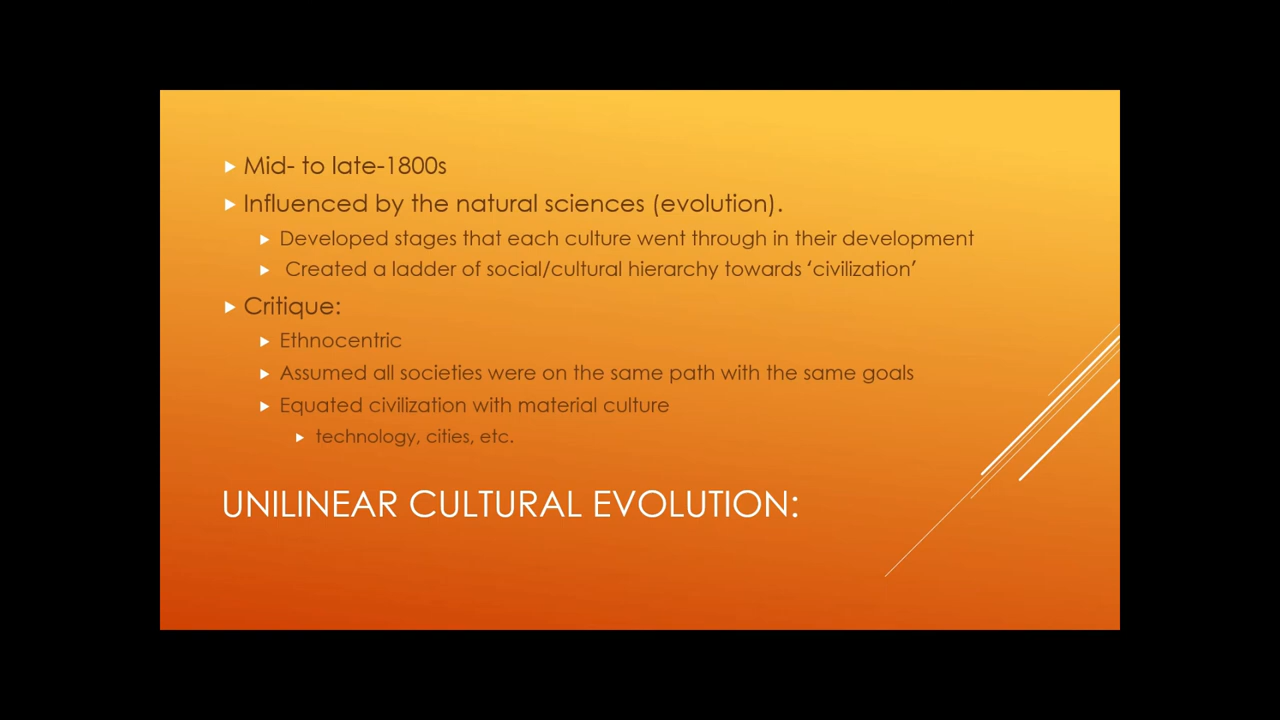 Mid- to late-1800s
Influenced by the natural sciences (evolution).
Developed stages that each culture went through in their development
Created a ladder of social/cultural hierarchy towards ‘civilization’
Critique:
Ethnocentric
Assumed all societies were on the same path with the same goals
Equated civilization with material culture
technology, cities, etc.
UNILINEAR CULTURAL EVOLUTION: